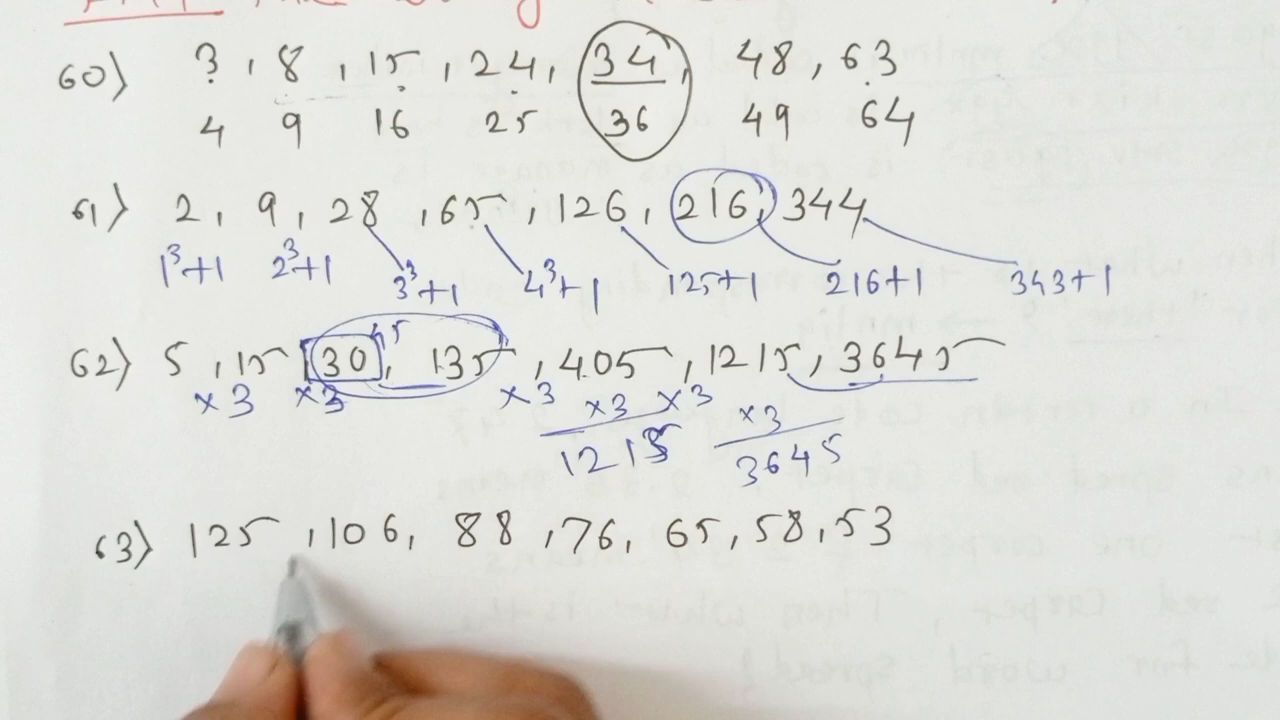 60) 3, 8, 15, 24, 34, 48, 63
4 9 16 25 36 49 64
61) 2, 9, 28, 65, 126, 216, 344
1³+1 2³+1 3³+1 4³+1 125+1 216+1 343+1
45
62) 5, 15, 30, 135, 405, 1215, 3645
×3 ×3 ×3 ×3 ×3 ×3
1215 3645
63) 125, 106, 88, 76, 65, 58, 53